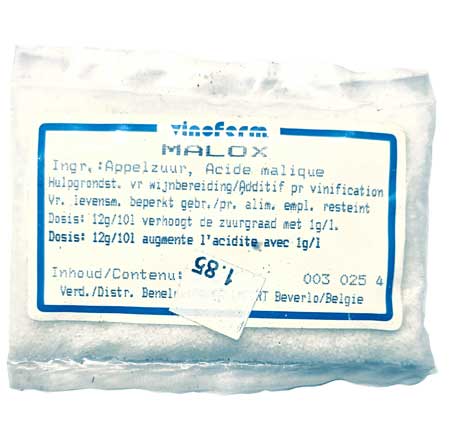 vinoferm
MALOX
Ingr.:Appelzuur, Acide malique
Hulpgrondst. vr wijnbereiding/Additif pr vinification
Vr. levensm. beperkt gebr./pr. alim. empl. resteint
Dosis: 12g/10l verhoogt de zuurgraad met 1g/l.
Dosis: 12g/10l augmente l'acidite avec 1g/l
1.85
Inhoud/Contenu: 003 025 4
Verd./Distr. Beverlo/Belgie